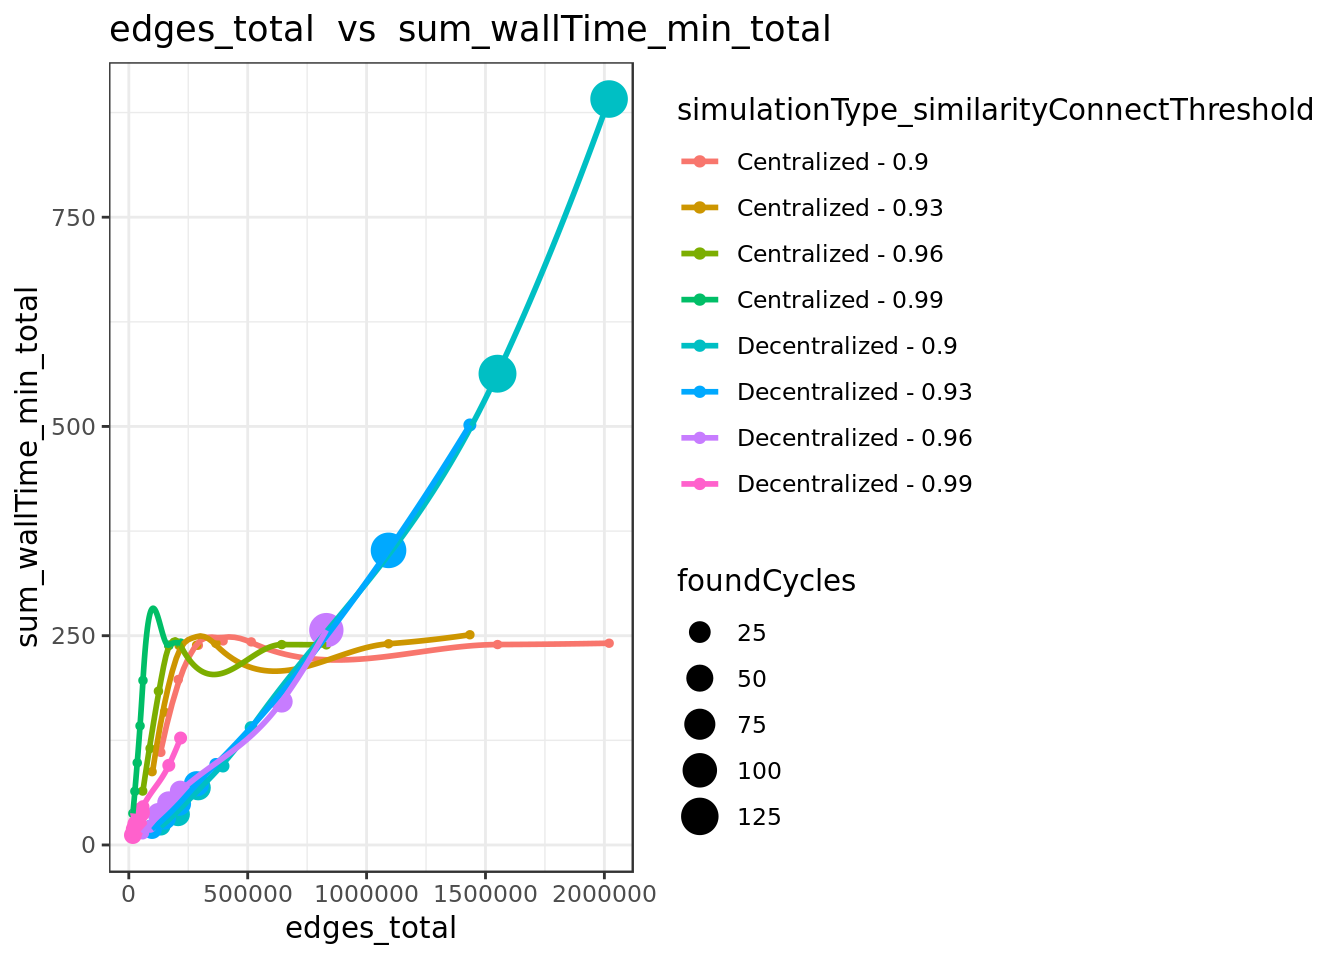 edges_total vs sum_wallTime_min_total
sum_wallTime_min_total
750
500
250
0
0 500000 1000000 1500000 2000000
edges_total
simulationType_similarityConnectThreshold
Centralized - 0.9
Centralized - 0.93
Centralized - 0.96
Centralized - 0.99
Decentralized - 0.9
Decentralized - 0.93
Decentralized - 0.96
Decentralized - 0.99
foundCycles
25
50
75
100
125